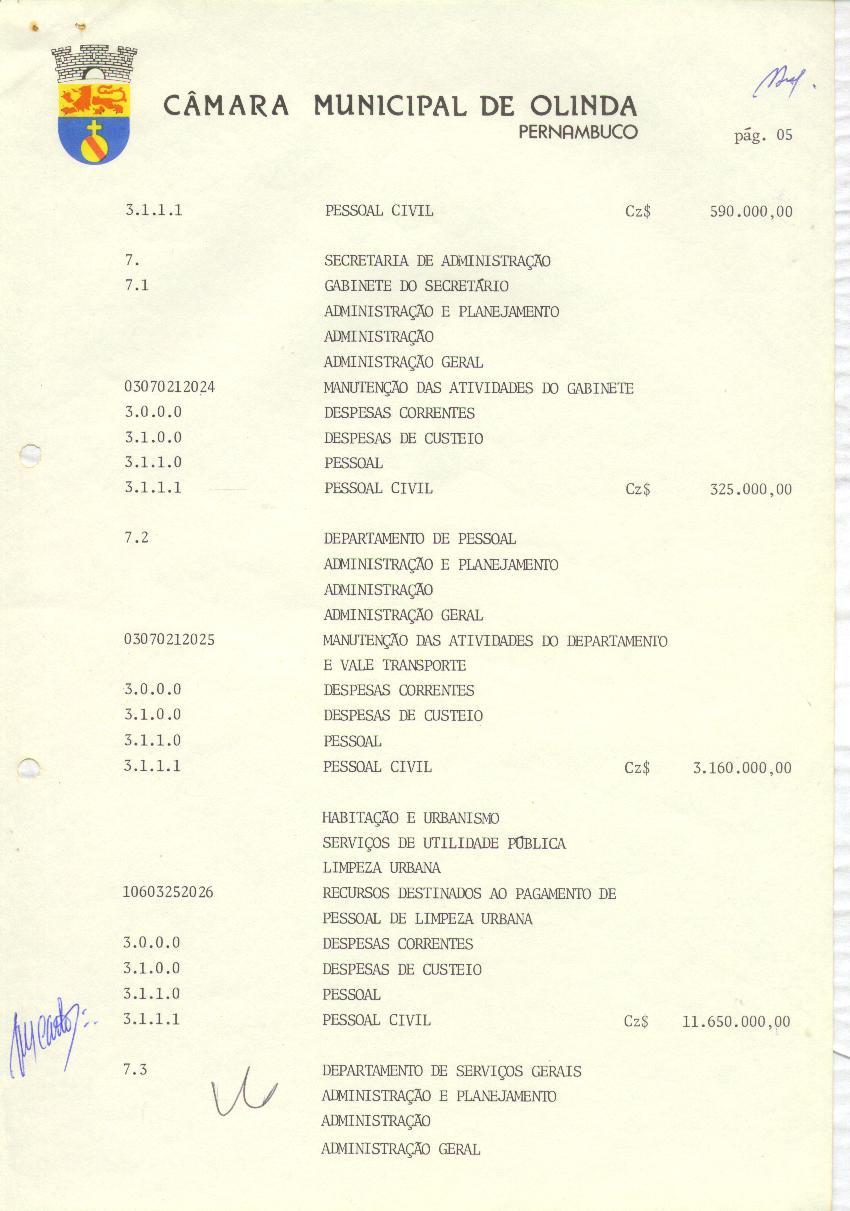 CÂMARA MUNICIPAL DE OLINDA
PERNAMBUCO
pág. 05
3.1.1.1 PESSOAL CIVIL Cz$ 590.000,00
7. SECRETARIA DE ADMINISTRAÇÃO
7.1 GABINETE DO SECRETÁRIO
ADMINISTRAÇÃO E PLANEJAMENTO
ADMINISTRAÇÃO
ADMINISTRAÇÃO GERAL
03070212024 MANUTENÇÃO DAS ATIVIDADES DO GABINETE
3.0.0.0 DESPESAS CORRENTES
3.1.0.0 DESPESAS DE CUSTEIO
3.1.1.0 PESSOAL
3.1.1.1 PESSOAL CIVIL Cz$ 325.000,00
7.2 DEPARTAMENTO DE PESSOAL
ADMINISTRAÇÃO E PLANEJAMENTO
ADMINISTRAÇÃO
ADMINISTRAÇÃO GERAL
03070212025 MANUTENÇÃO DAS ATIVIDADES DO DEPARTAMENTO
E VALE TRANSPORTE
3.0.0.0 DESPESAS CORRENTES
3.1.0.0 DESPESAS DE CUSTEIO
3.1.1.0 PESSOAL
3.1.1.1 PESSOAL CIVIL Cz$ 3.160.000,00
HABITAÇÃO E URBANISMO
SERVIÇOS DE UTILIDADE PÚBLICA
LIMPEZA URBANA
10603252026 RECURSOS DESTINADOS AO PAGAMENTO DE
PESSOAL DE LIMPEZA URBANA
3.0.0.0 DESPESAS CORRENTES
3.1.0.0 DESPESAS DE CUSTEIO
3.1.1.0 PESSOAL
3.1.1.1 PESSOAL CIVIL Cz$ 11.650.000,00
7.3 DEPARTAMENTO DE SERVIÇOS GERAIS
ADMINISTRAÇÃO E PLANEJAMENTO
ADMINISTRAÇÃO
ADMINISTRAÇÃO GERAL